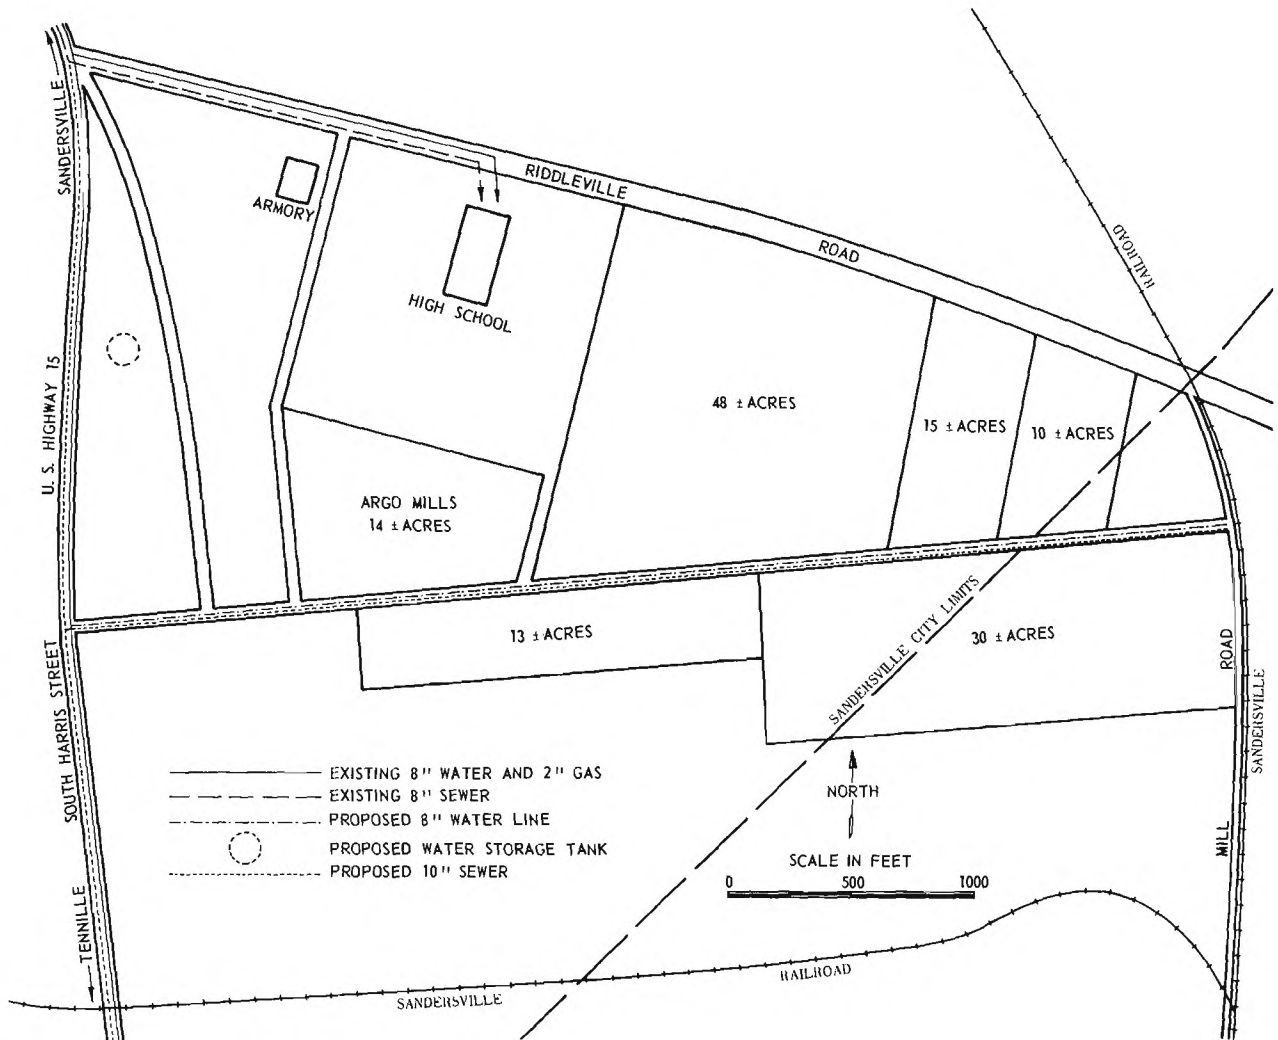 SANDERSVILLE
ARMORY
RIDDLEVILLE
ROAD
HIGH SCHOOL
RAILROAD
U. S. HIGHWAY 15
48 ± ACRES
15 ± ACRES
10 ± ACRES
ARGO MILLS
14 ± ACRES
13 ± ACRES
SANDERSVILLE CITY LIMITS
30 ± ACRES
ROAD
SANDERSVILLE
SOUTH HARRIS STREET
EXISTING 8" WATER AND 2" GAS
EXISTING 8" SEWER
PROPOSED 8" WATER LINE
PROPOSED WATER STORAGE TANK
PROPOSED 10" SEWER
NORTH
SCALE IN FEET
0 500 1000
MILL
TENNILLE
SANDERSVILLE
RAILROAD